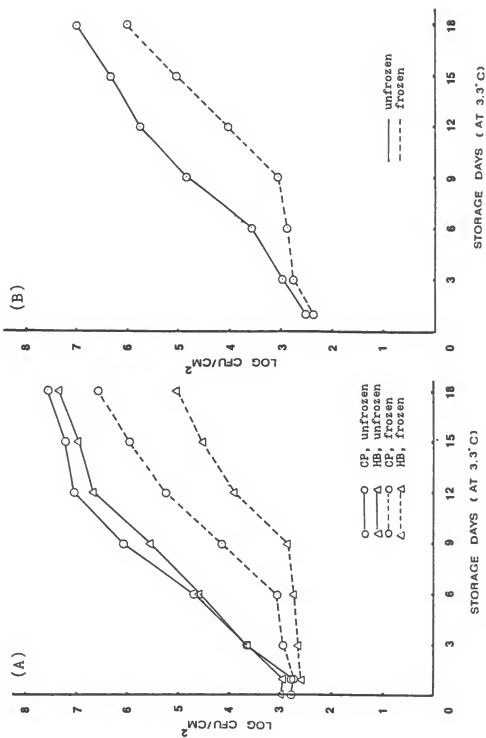 (A)
LOG CFU/CM2
7
6
5
4
3
2
1
0
3
6
9
12
15
18
STORAGE DAYS ( AT 3.3°C)
CP, unfrozen
HB, unfrozen
CP, frozen
HB, frozen
(B)
LOG CFU/CM2
7
6
5
4
3
2
1
0
3
6
9
12
15
18
STORAGE DAYS ( AT 3.3°C)
unfrozen
frozen